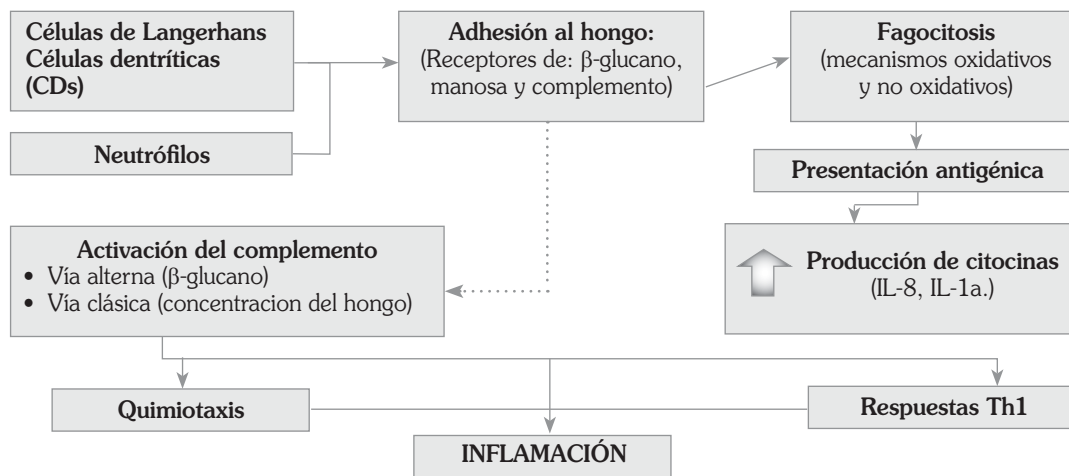 Células de Langerhans
Células dentríticas
(CDs)
Neutrófilos
Adhesión al hongo:
(Receptores de: β-glucano,
manosa y complemento)
Fagocitosis
(mecanismos oxidativos
y no oxidativos)
Presentación antigénica
Producción de citocinas
(IL-8, IL-1a.)
Activación del complemento
• Vía alterna (β-glucano)
• Vía clásica (concentracion del hongo)
Quimiotaxis
Respuestas Th1
INFLAMACIÓN